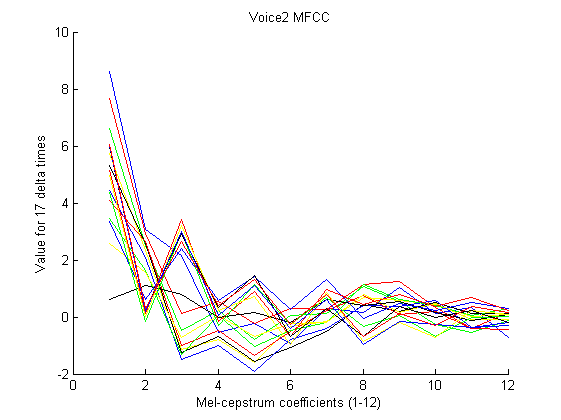 Voice2 MFCC
10
8
6
4
2
0
-2
Value for 17 delta times
0 2 4 6 8 10 12
Mel-cepstrum coefficients (1-12)